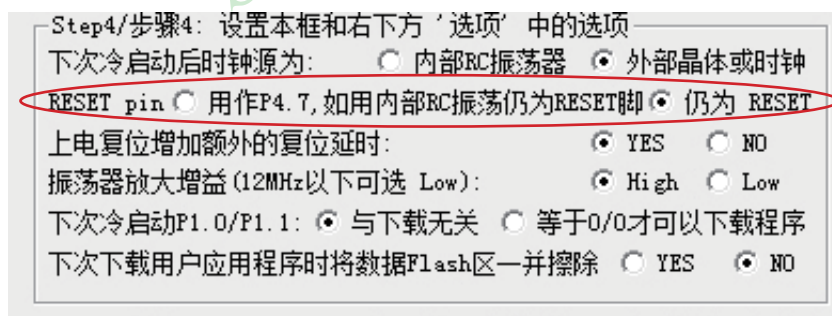 Step4/步骤4: 设置本框和右下方 '选项' 中的选项
下次冷启动后时钟源为: 内部RC振荡器 外部晶体或时钟
RESET pin 用作P4.7,如用内部RC振荡仍为RESET脚 仍为 RESET
上电复位增加额外的复位延时: YES NO
振荡器放大增益(12MHz以下可选 Low): High Low
下次冷启动P1.0/P1.1: 与下载无关 等于0/0才可以下载程序
下次下载用户应用程序时将数据Flash区一并擦除 YES NO